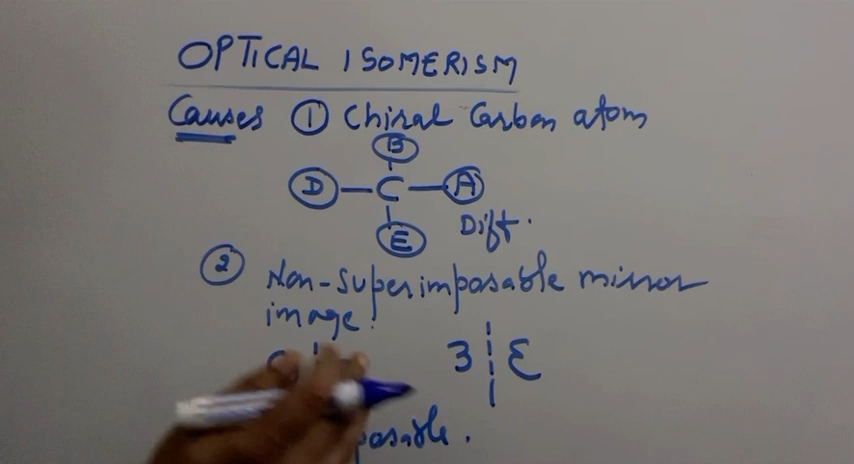 OPTICAL ISOMERISM
Causes ① Chiral Carbon atom
B
D C A
E Diff.
② Non-Superimposable mirror
image.
3 Ɛ